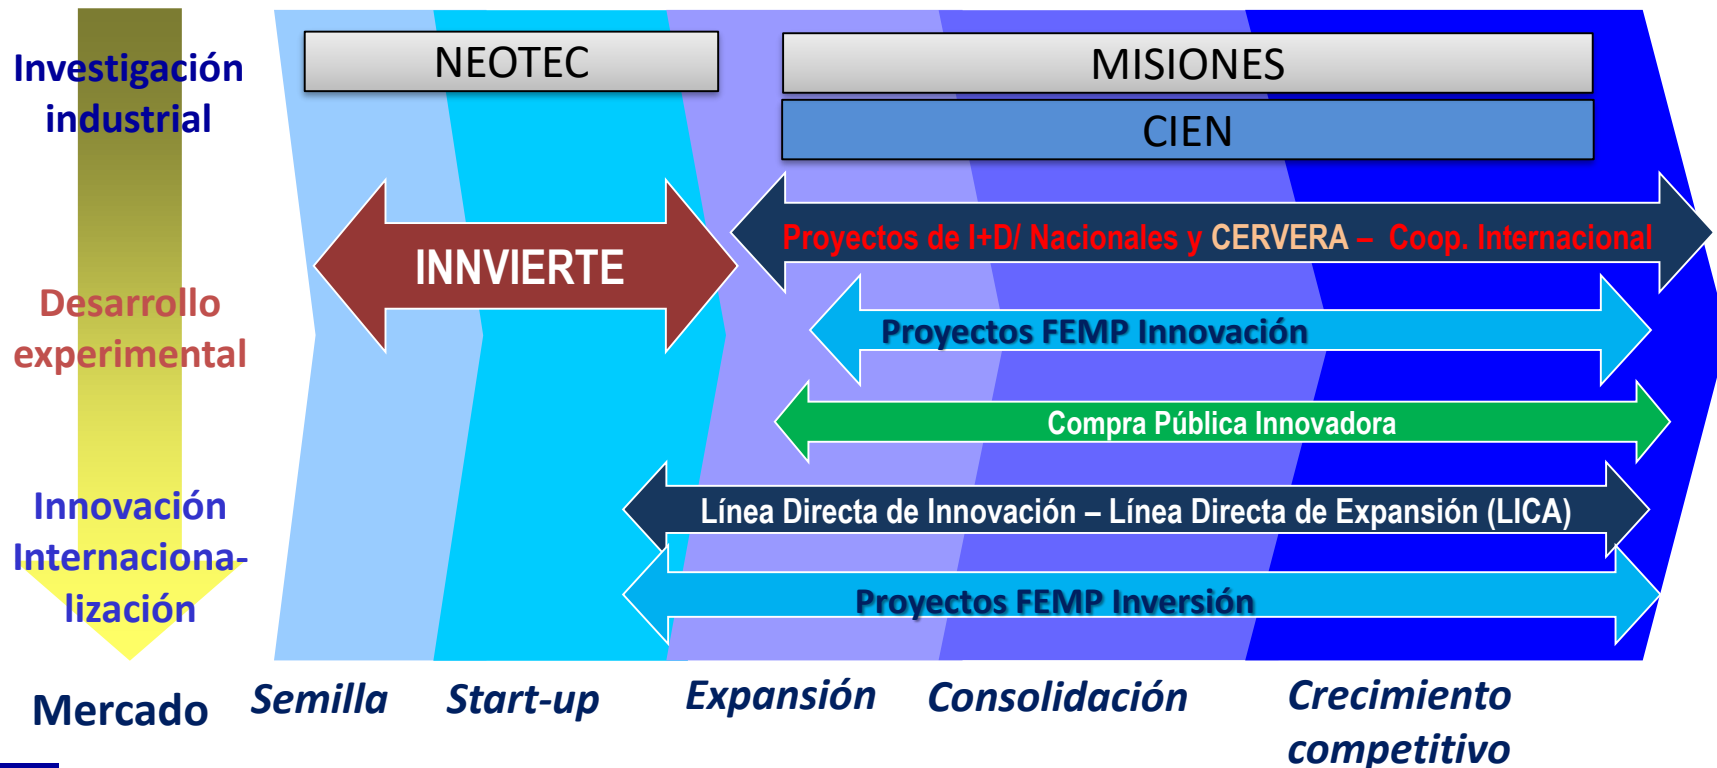 Investigación
industrial
NEOTEC
MISIONES
CIEN
Proyectos de I+D/ Nacionales y CERVERA – Coop. Internacional
INNVIERTE
Desarrollo
experimental
Proyectos FEMP Innovación
Compra Pública Innovadora
Innovación
Internaciona-
lización
Línea Directa de Innovación – Línea Directa de Expansión (LICA)
Proyectos FEMP Inversión
Mercado
Semilla
Start-up
Expansión
Consolidación
Crecimiento
competitivo